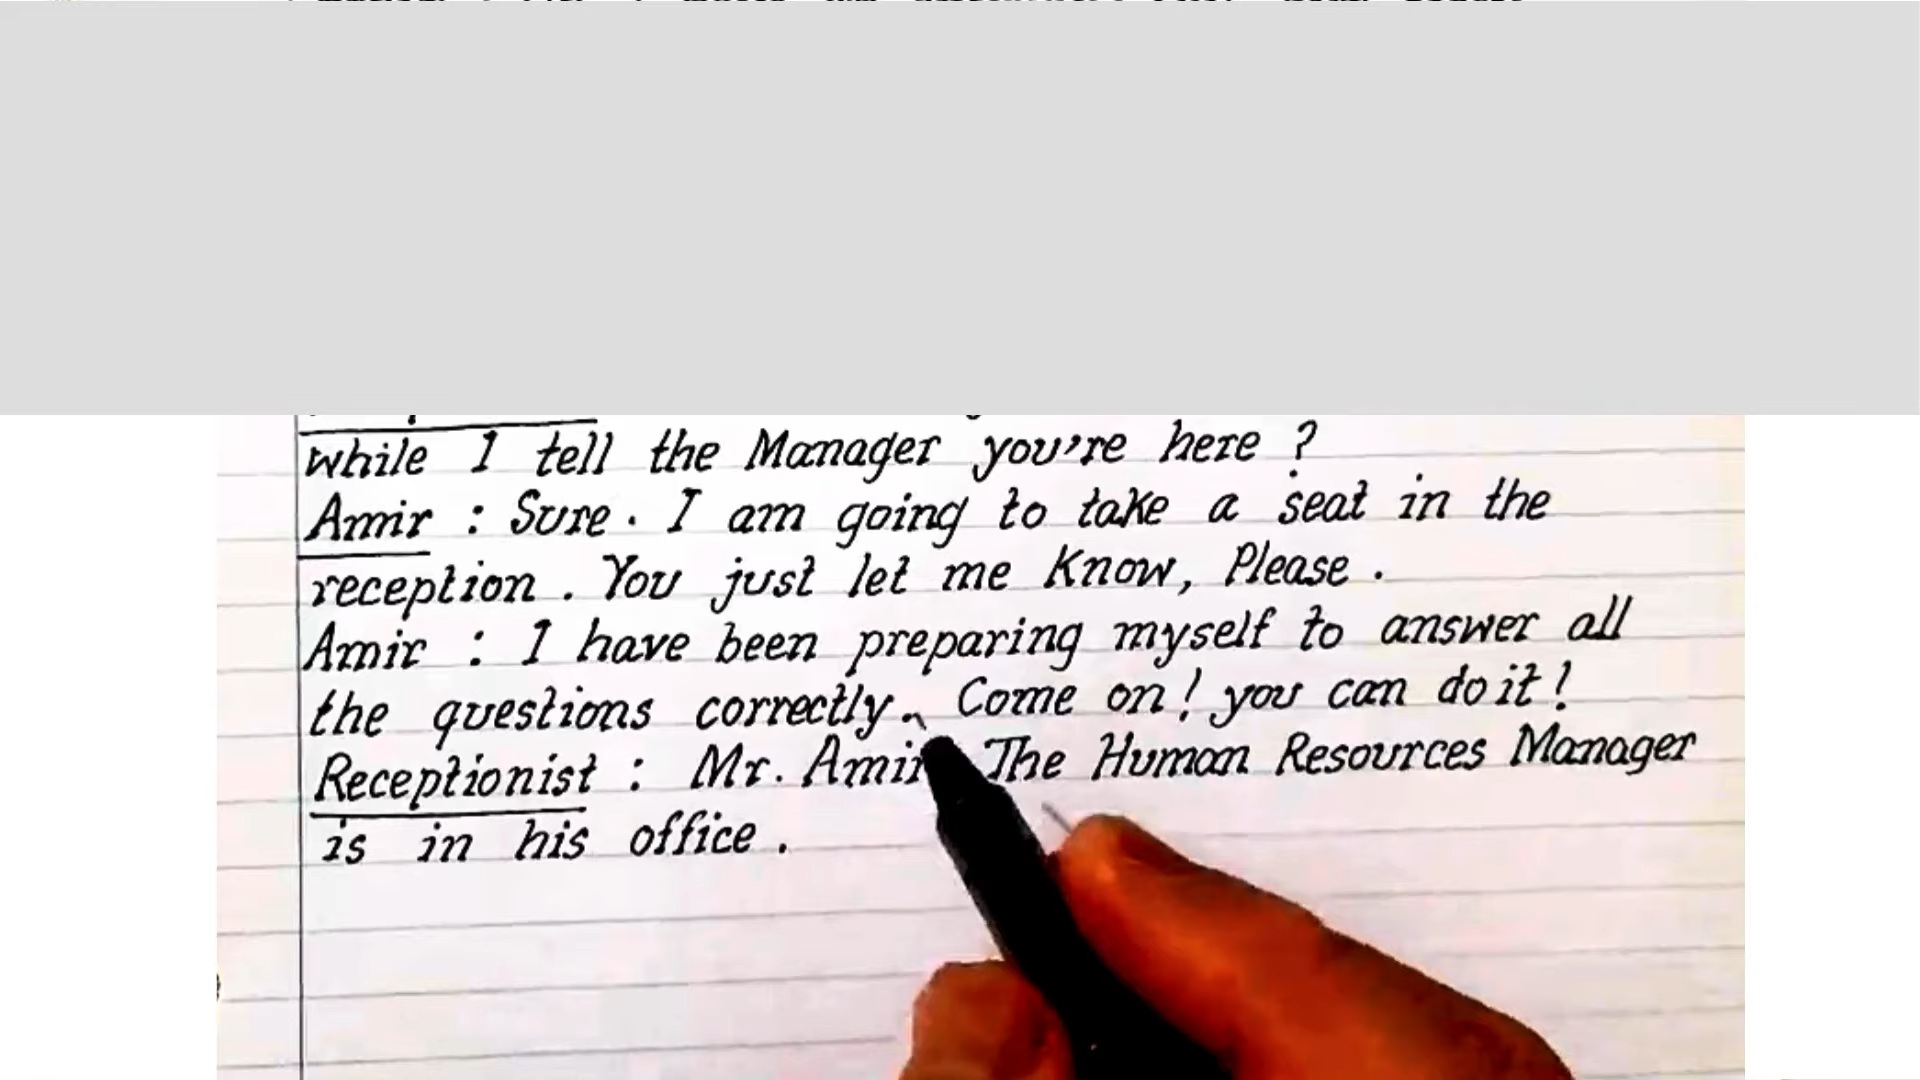 while I tell the Manager you're here ?
Amir : Sure . I am going to take a seat in the
reception . You just let me Know, Please .
Amir : I have been preparing myself to answer all
the questions correctly. Come on! you can do it!
Receptionist : Mr. Amir The Human Resources Manager
is in his office .